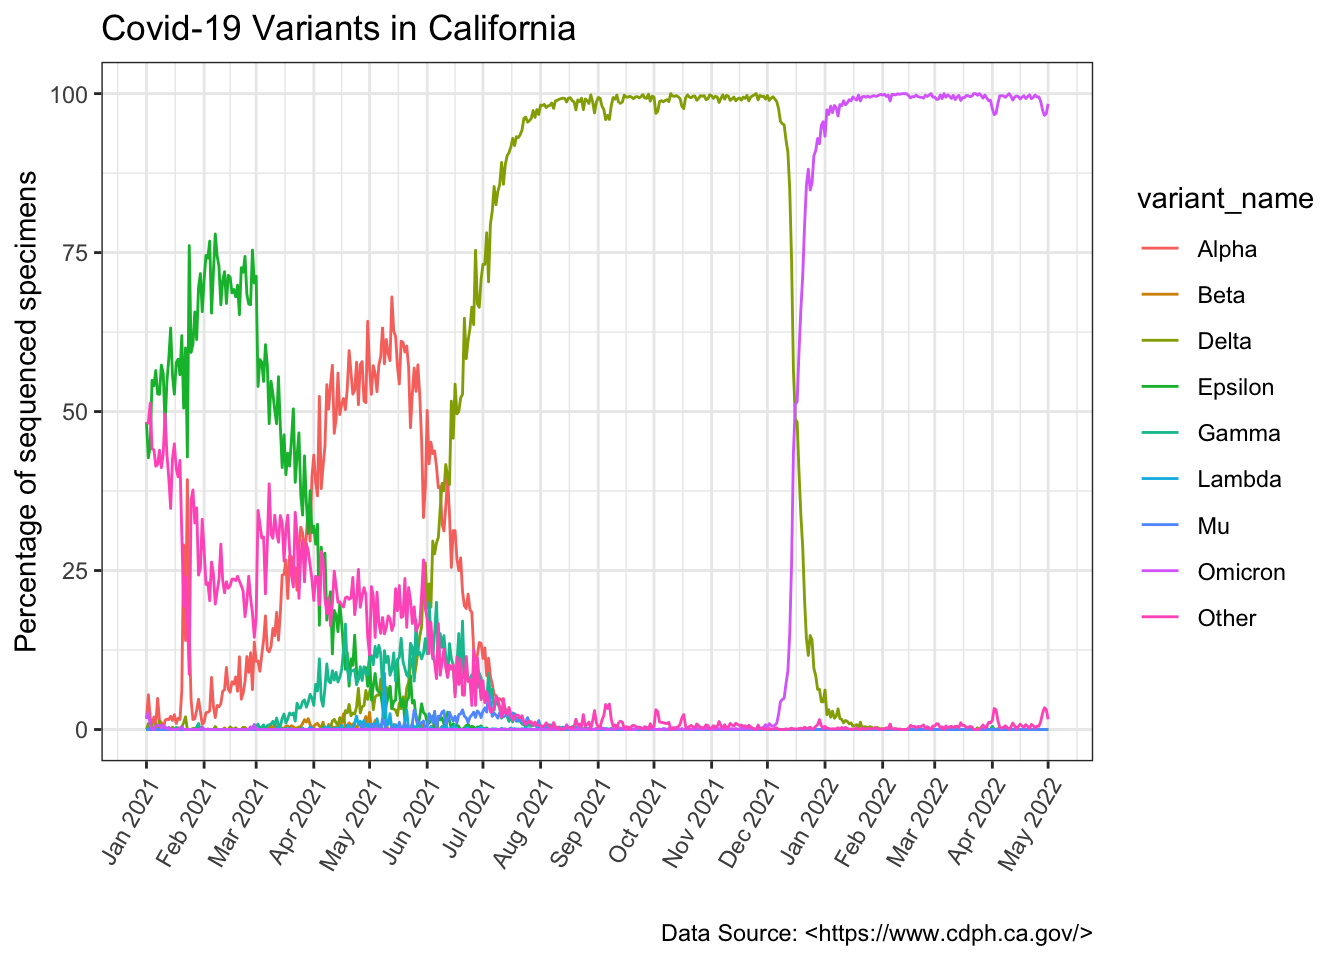 Covid-19 Variants in California
Percentage of sequenced specimens
100
75
50
25
0
Jan 2021
Feb 2021
Mar 2021
Apr 2021
May 2021
Jun 2021
Jul 2021
Aug 2021
Sep 2021
Oct 2021
Nov 2021
Dec 2021
Jan 2022
Feb 2022
Mar 2022
Apr 2022
May 2022
variant_name
Alpha
Beta
Delta
Epsilon
Gamma
Lambda
Mu
Omicron
Other
Data Source: <https://www.cdph.ca.gov/>